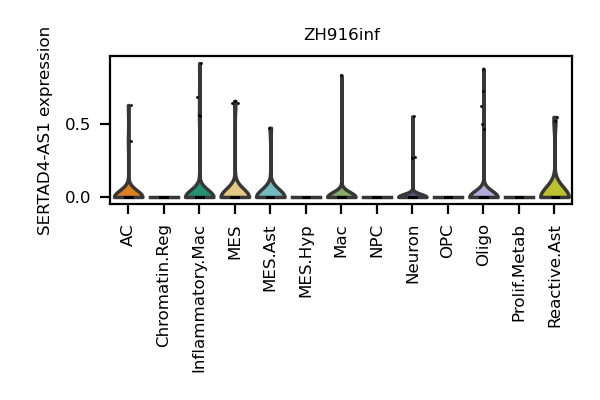 ZH916inf
SERTAD4-AS1 expression
0.5
0.0
AC
Chromatin.Reg
Inflammatory.Mac
MES
MES.Ast
MES.Hyp
Mac
NPC
Neuron
OPC
Oligo
Prolif.Metab
Reactive.Ast